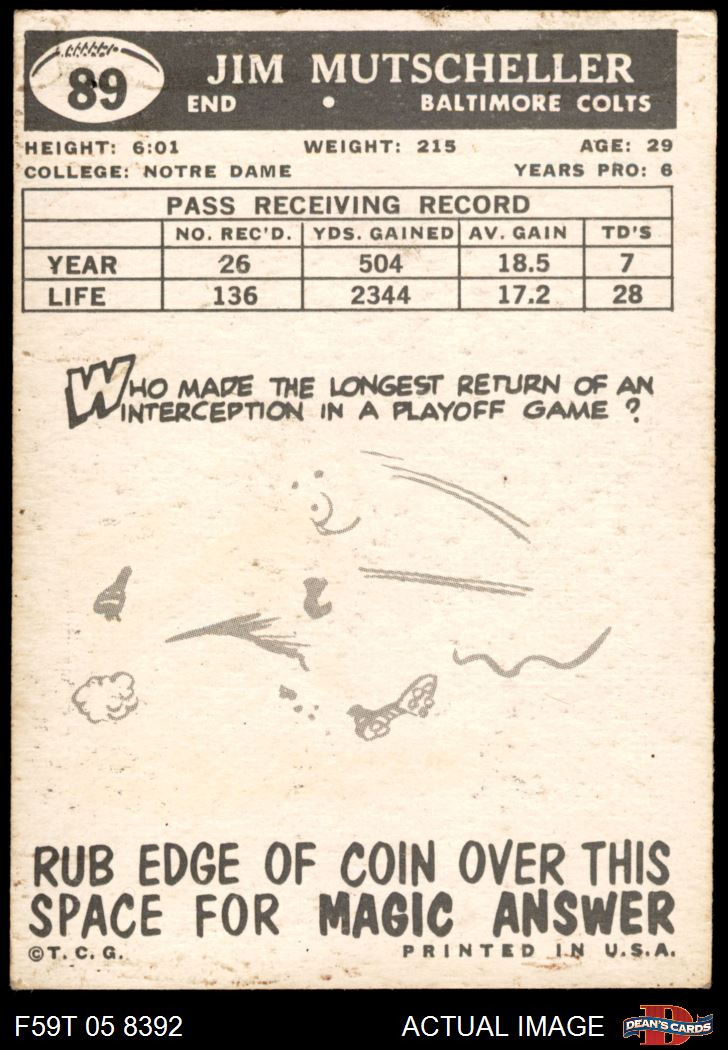 89
JIM MUTSCHELLER
END • BALTIMORE COLTS
HEIGHT: 6:01 WEIGHT: 215 AGE: 29
COLLEGE: NOTRE DAME YEARS PRO: 6
PASS RECEIVING RECORD
NO. REC'D. YDS. GAINED AV. GAIN TD'S
YEAR 26 504 18.5 7
LIFE 136 2344 17.2 28
WHO MADE THE LONGEST RETURN OF AN
INTERCEPTION IN A PLAYOFF GAME ?
RUB EDGE OF COIN OVER THIS
SPACE FOR MAGIC ANSWER
© T. C. G. PRINTED IN U.S.A.
F59T 05 8392 ACTUAL IMAGE D DEAN'S CARDS